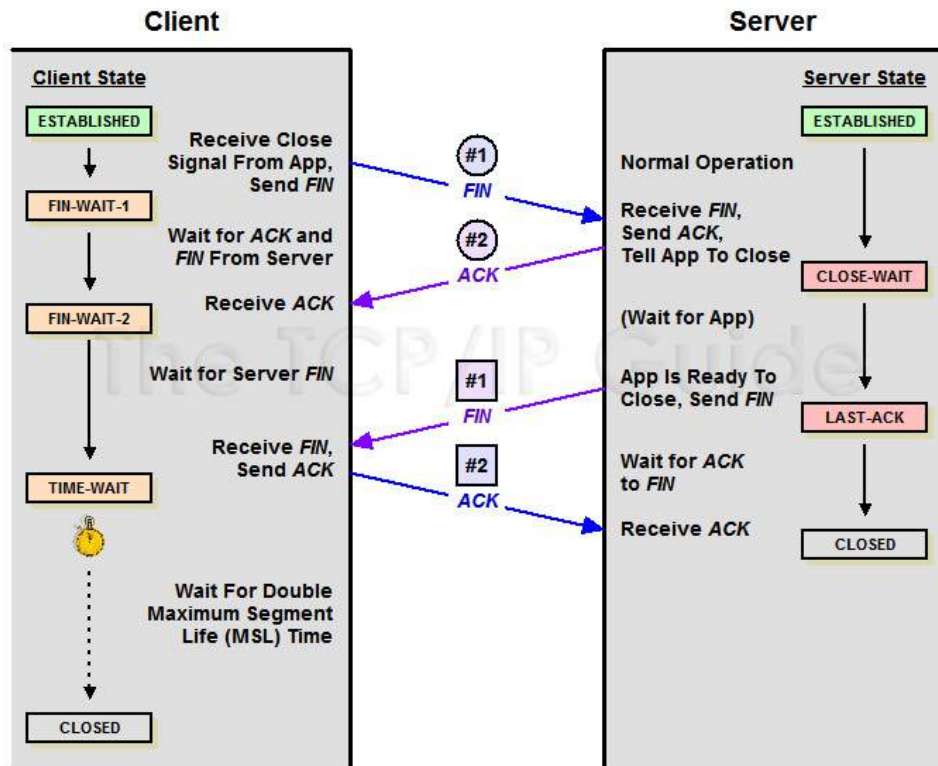 Client
Server
Client State
Server State
ESTABLISHED
ESTABLISHED
Receive Close
Signal From App,
Send FIN
#1
FIN
Normal Operation
FIN-WAIT-1
Receive FIN,
Send ACK,
Tell App To Close
Wait for ACK and
FIN From Server
#2
ACK
CLOSE-WAIT
Receive ACK
FIN-WAIT-2
(Wait for App)
The TCP/IP Guide
Wait for Server FIN
#1
FIN
App Is Ready To
Close, Send FIN
LAST-ACK
Receive FIN,
Send ACK
#2
ACK
Wait for ACK
to FIN
TIME-WAIT
Receive ACK
CLOSED
Wait For Double
Maximum Segment
Life (MSL) Time
CLOSED